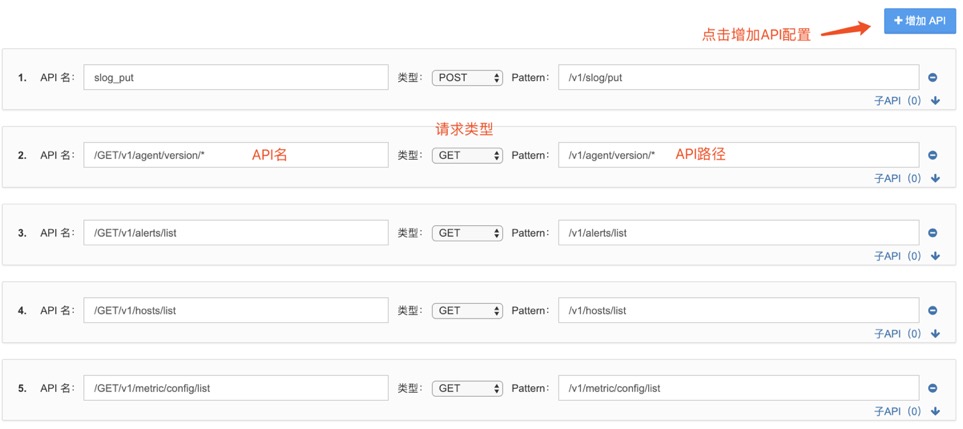 点击增加API配置
+ 增加 API
1. API 名： slog_put 类型： POST Pattern： /v1/slog/put
子API（0）
请求类型
2. API 名： /GET/v1/agent/version/* API名 类型： GET Pattern： /v1/agent/version/* API路径
子API（0）
3. API 名： /GET/v1/alerts/list 类型： GET Pattern： /v1/alerts/list
子API（0）
4. API 名： /GET/v1/hosts/list 类型： GET Pattern： /v1/hosts/list
子API（0）
5. API 名： /GET/v1/metric/config/list 类型： GET Pattern： /v1/metric/config/list
子API（0）